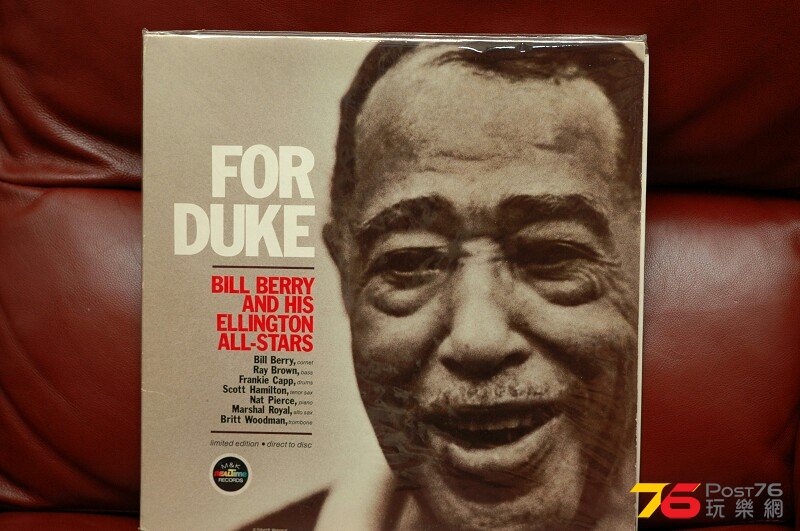 FOR
DUKE
BILL BERRY
AND HIS
ELLINGTON
ALL-STARS
Bill Berry, cornet
Ray Brown, bass
Frankie Capp, drums
Scott Hamilton, tenor sax
Nat Pierce, piano
Marshal Royal, alto sax
Britt Woodman, trombone
limited edition • direct to disc
M & K
RealTime
RECORDS
76 POST76
玩樂網